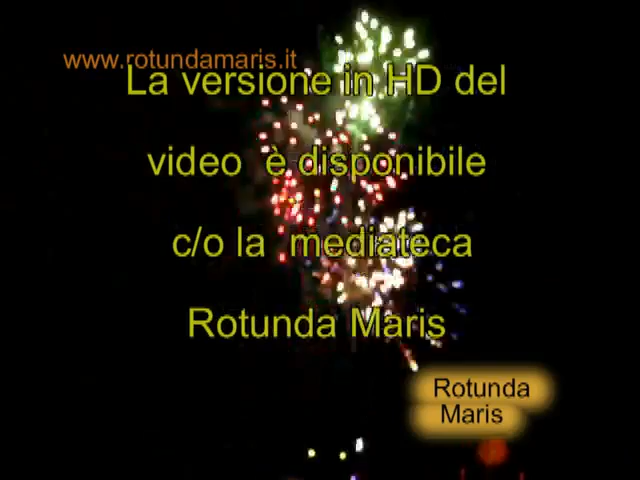 www.rotundamaris.it
La versione in HD del
video è disponibile
c/o la mediateca
Rotunda Maris
Rotunda
Maris